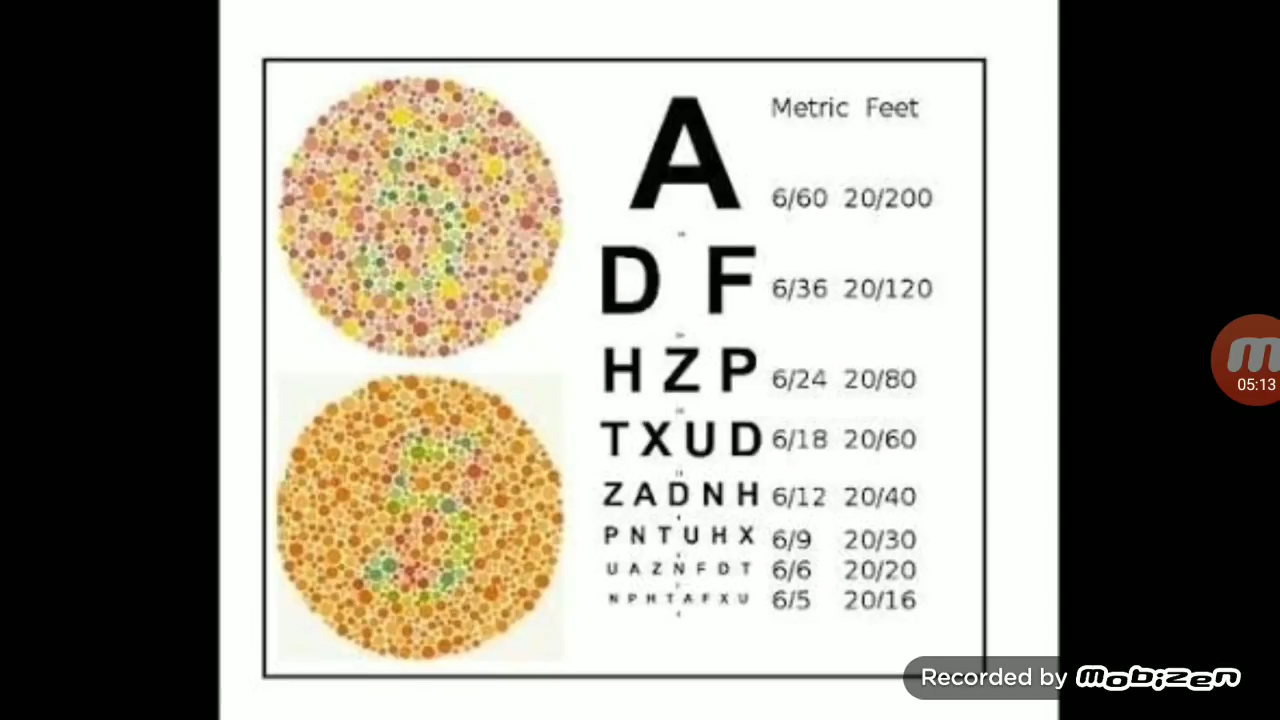 5
5
Metric Feet
A
6/60 20/200
D F 6/36 20/120
H Z P 6/24 20/80
T X U D 6/18 20/60
Z A D N H 6/12 20/40
P N T U H X 6/9 20/30
U A Z N F D T 6/6 20/20
N P H T A F X U 6/5 20/16
M
05:13
Recorded by Mobizen